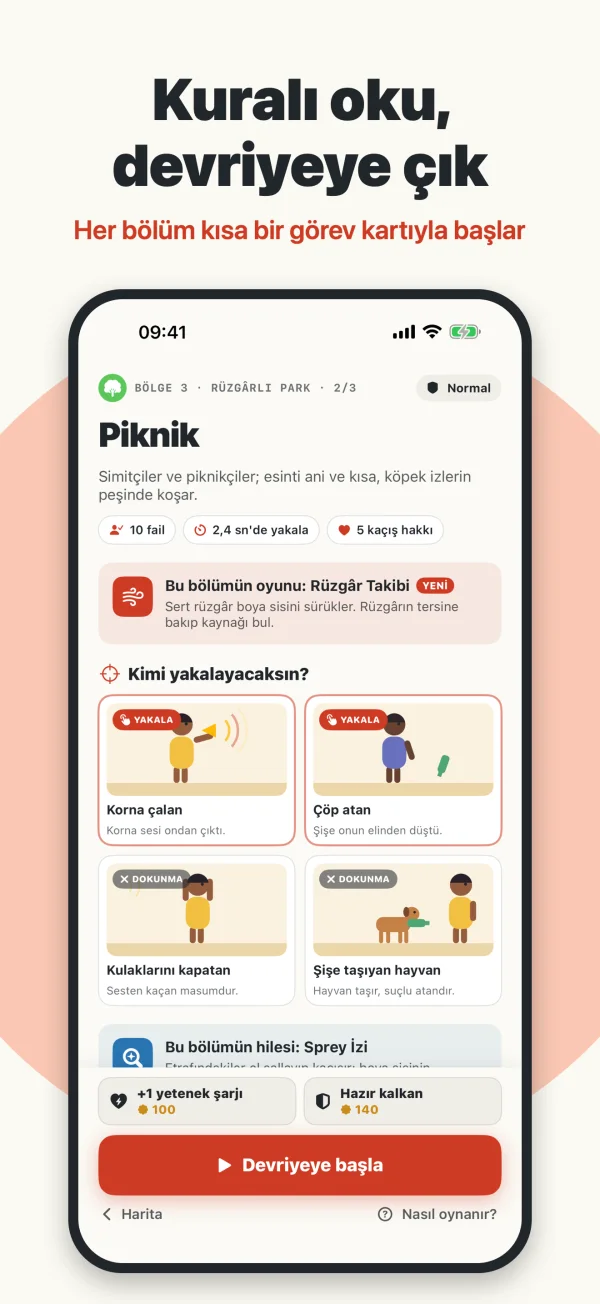 Kuralı oku,
devriyeye çık
Her bölüm kısa bir görev kartıyla başlar
09:41
BÖLGE 3 · RÜZGÂRLI PARK · 2/3
Normal
Piknik
Simitçiler ve piknikçiler; esinti ani ve kısa, köpek izlerin
peşinde koşar.
10 fail
2,4 sn'de yakala
5 kaçış hakkı
Bu bölümün oyunu: Rüzgâr Takibi YENİ
Sert rüzgâr boya sisini sürükler. Rüzgârın tersine
bakıp kaynağı bul.
Kimi yakalayacaksın?
YAKALA
Korna çalan
Korna sesi ondan çıktı.
YAKALA
Çöp atan
Şişe onun elinden düştü.
DOKUNMA
Kulaklarını kapatan
Sesten kaçan masumdur.
DOKUNMA
Şişe taşıyan hayvan
Hayvan taşır, suçlu atandır.
Bu bölümün hilesi: Sprey İzi
+1 yetenek şarjı
100
Hazır kalkan
140
Devriyeye başla
Harita
Nasıl oynanır?